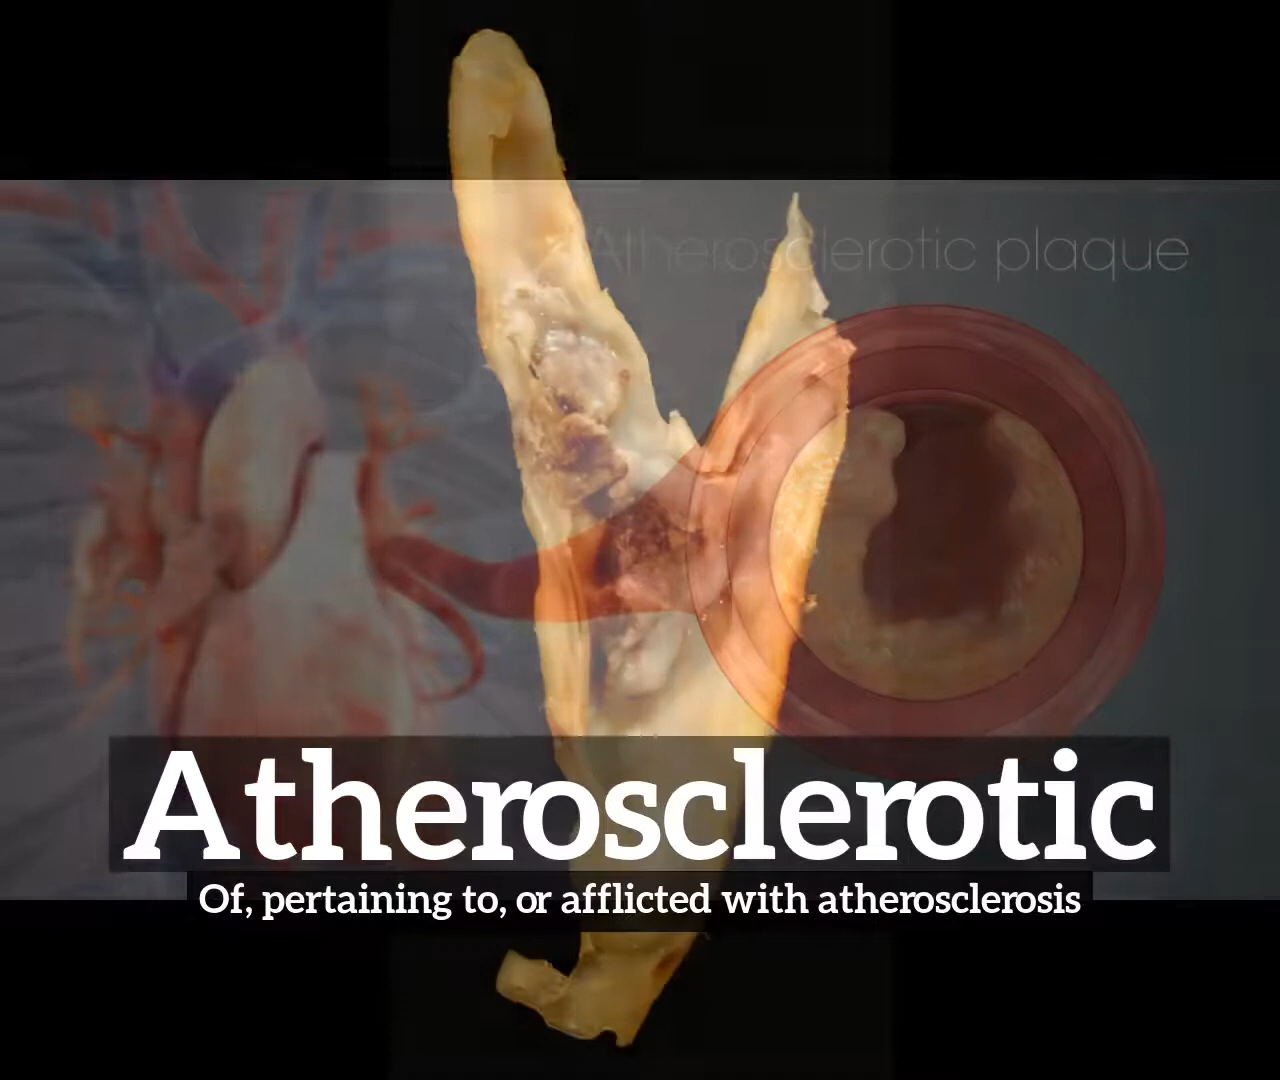 Atherosclerotic plaque
Atherosclerotic
Of, pertaining to, or afflicted with atherosclerosis